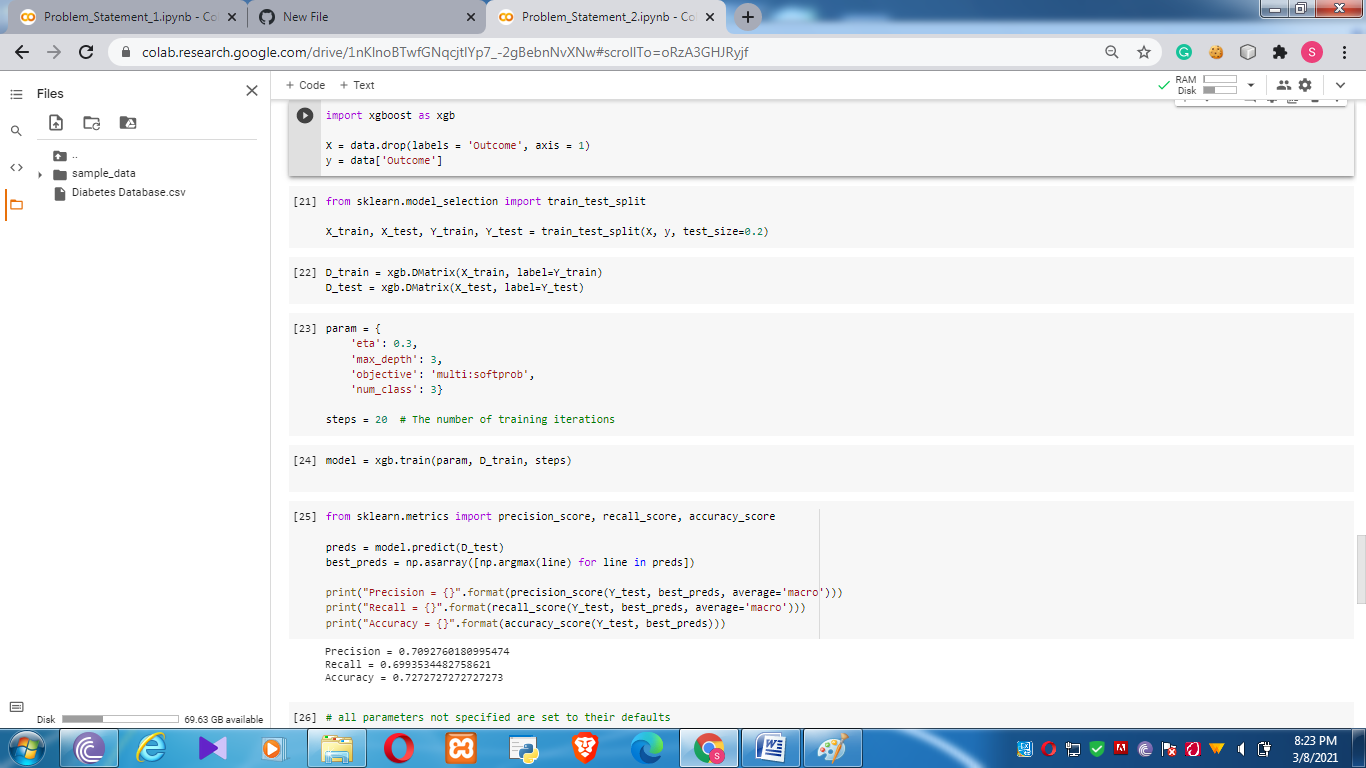 Problem_Statement_1.ipynb - Co
New File
Problem_Statement_2.ipynb - Co
colab.research.google.com/drive/1nKlnoBTwfGNqcjtlYp7_-2gBebnNvXNw#scrollTo=oRzA3GHJRyjf
S
Files
+ Code + Text
RAM
Disk
..
sample_data
Diabetes Database.csv
import xgboost as xgb
X = data.drop(labels = 'Outcome', axis = 1)
y = data['Outcome']
[21] from sklearn.model_selection import train_test_split
X_train, X_test, Y_train, Y_test = train_test_split(X, y, test_size=0.2)
[22] D_train = xgb.DMatrix(X_train, label=Y_train)
D_test = xgb.DMatrix(X_test, label=Y_test)
[23] param = {
'eta': 0.3,
'max_depth': 3,
'objective': 'multi:softprob',
'num_class': 3}
steps = 20 # The number of training iterations
[24] model = xgb.train(param, D_train, steps)
[25] from sklearn.metrics import precision_score, recall_score, accuracy_score
preds = model.predict(D_test)
best_preds = np.asarray([np.argmax(line) for line in preds])
print("Precision = {}".format(precision_score(Y_test, best_preds, average='macro')))
print("Recall = {}".format(recall_score(Y_test, best_preds, average='macro')))
print("Accuracy = {}".format(accuracy_score(Y_test, best_preds)))
Precision = 0.7092760180995474
Recall = 0.6993534482758621
Accuracy = 0.7272727272727273
[26] # all parameters not specified are set to their defaults
Disk 69.63 GB available
8:23 PM
3/8/2021